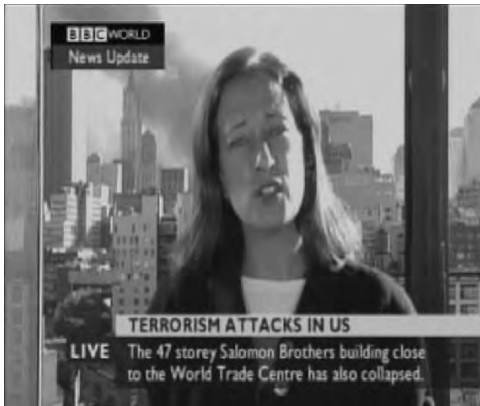 BBC WORLD
News Update
TERRORISM ATTACKS IN US
LIVE
The 47 storey Salomon Brothers building close
to the World Trade Centre has also collapsed.